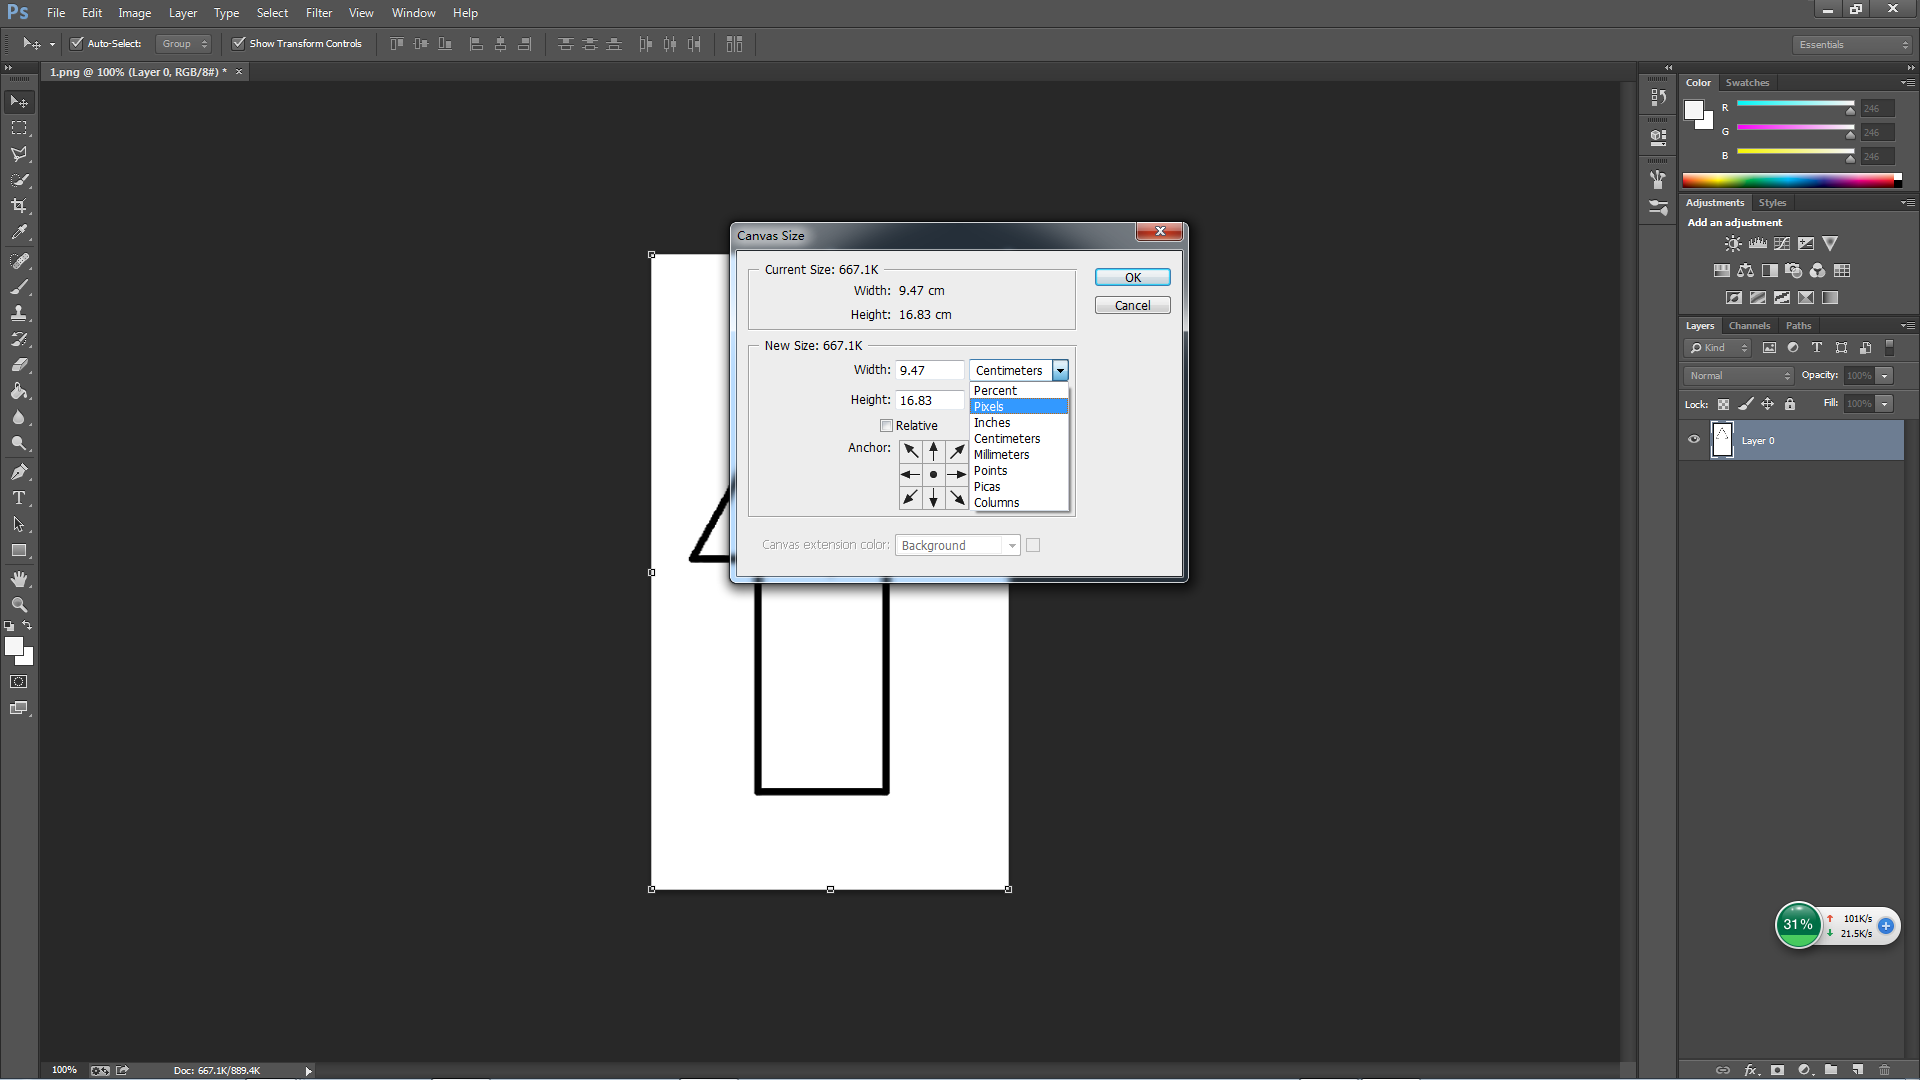 Ps File Edit Image Layer Type Select Filter View Window Help
Auto-Select: Group Show Transform Controls Essentials
1.png @ 100% (Layer 0, RGB/8#) * ×
Color Swatches
R 246
G 246
B 246
Adjustments Styles
Add an adjustment
Layers Channels Paths
Kind
Normal Opacity: 100%
Lock: Fill: 100%
Layer 0
Canvas Size
Current Size: 667.1K
Width: 9.47 cm
Height: 16.83 cm
OK
Cancel
New Size: 667.1K
Width: 9.47 Centimeters
Height: 16.83
Relative
Anchor:
Percent
Pixels
Inches
Centimeters
Millimeters
Points
Picas
Columns
Canvas extension color: Background
T
T
31%
101K/s
21.5K/s
100% Doc: 667.1K/889.4K
fx